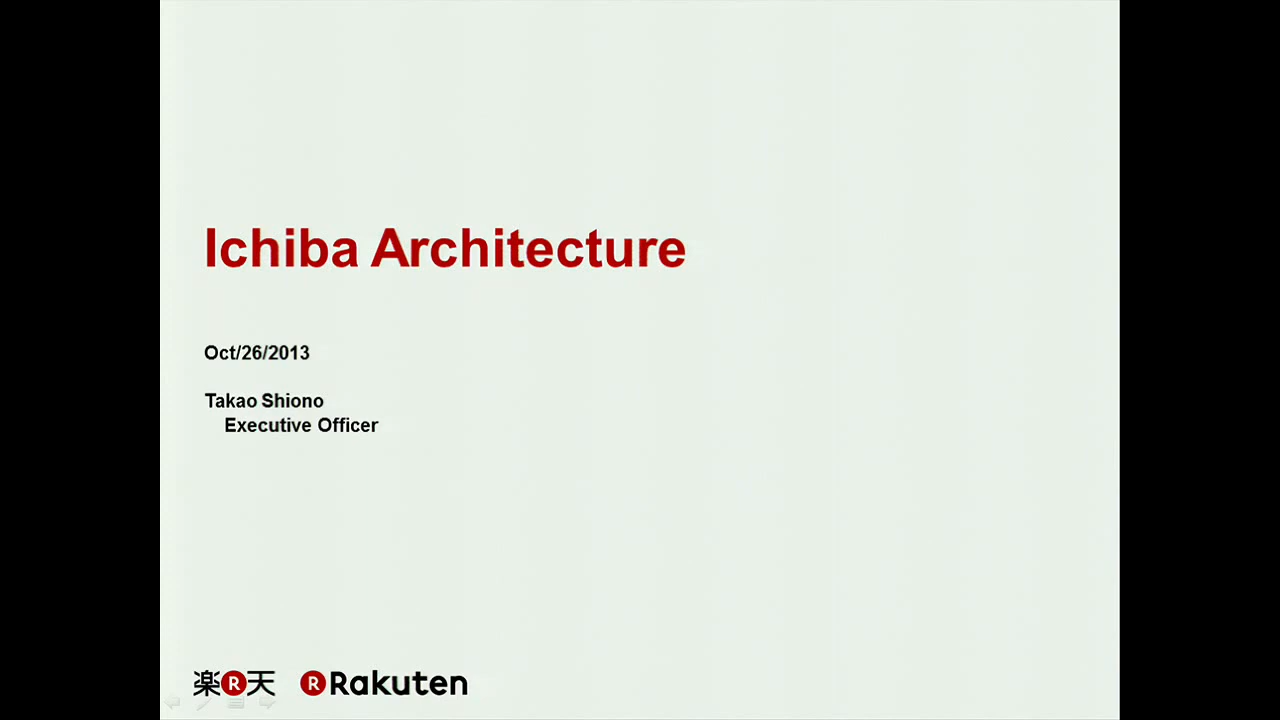 Ichiba Architecture
Oct/26/2013
Takao Shiono
Executive Officer
楽R天 R Rakuten